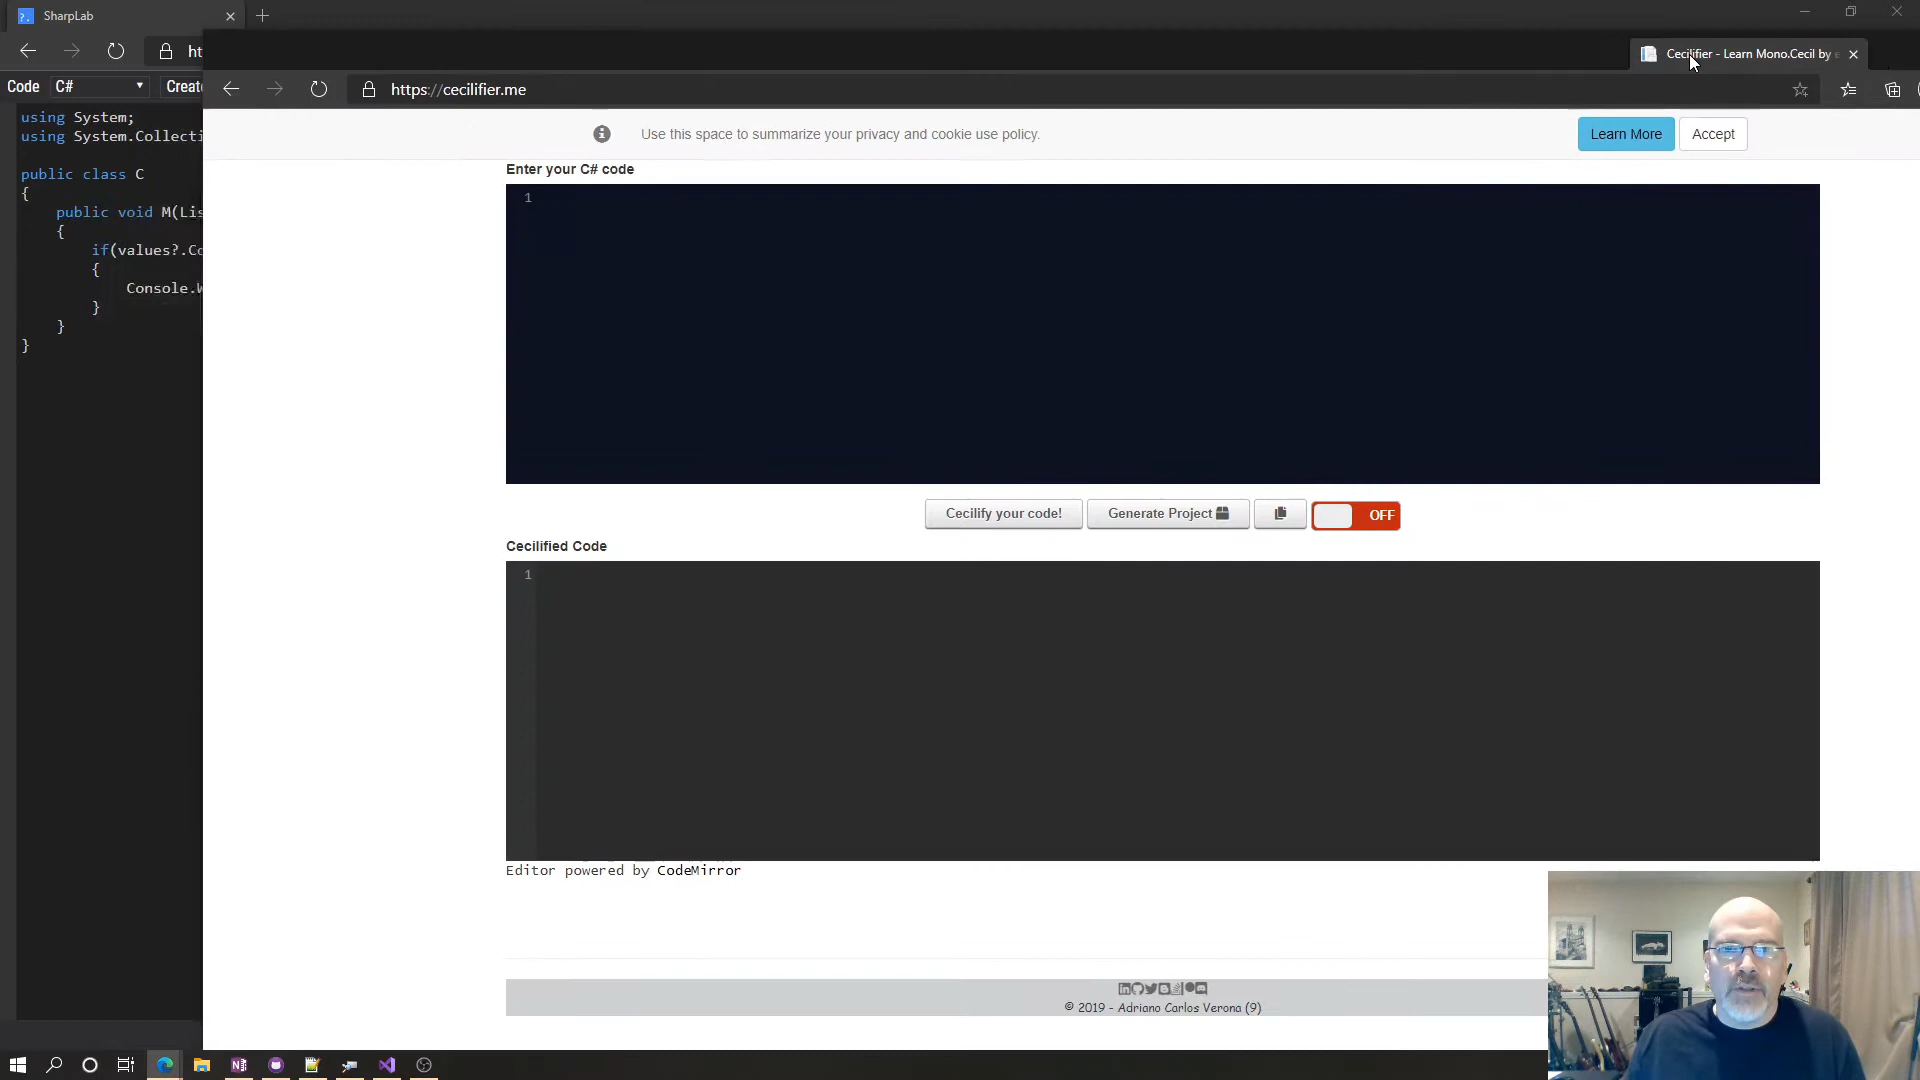 SharpLab
Cecilifier - Learn Mono.Cecil by e
ht
https://cecilifier.me
Code C# Create
using System;
using System.Collecti
public class C
{
public void M(Lis
{
if(values?.Co
{
Console.W
}
}
}
Use this space to summarize your privacy and cookie use policy.
Learn More
Accept
Enter your C# code
1
Cecilify your code!
Generate Project
OFF
Cecilified Code
1
Editor powered by CodeMirror
© 2019 - Adriano Carlos Verona (9)